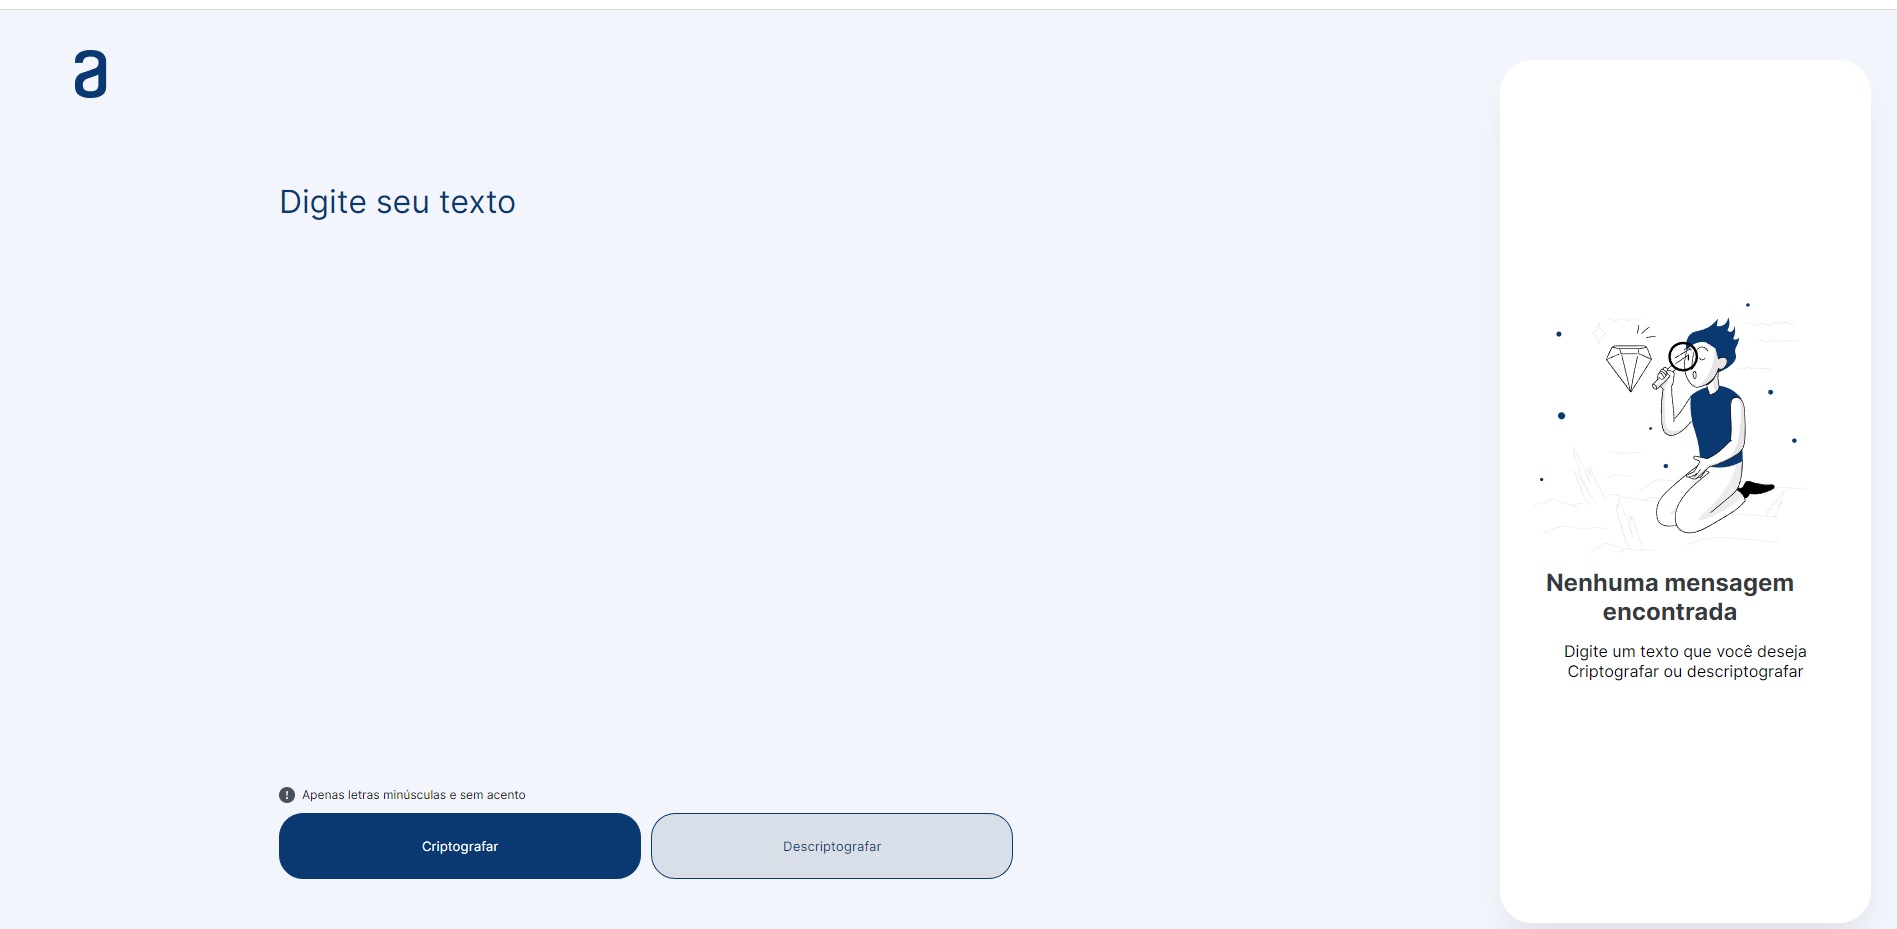 a
Digite seu texto
Apenas letras minúsculas e sem acento
Criptografar
Descriptografar
Nenhuma mensagem
encontrada
Digite um texto que você deseja
Criptografar ou descriptografar